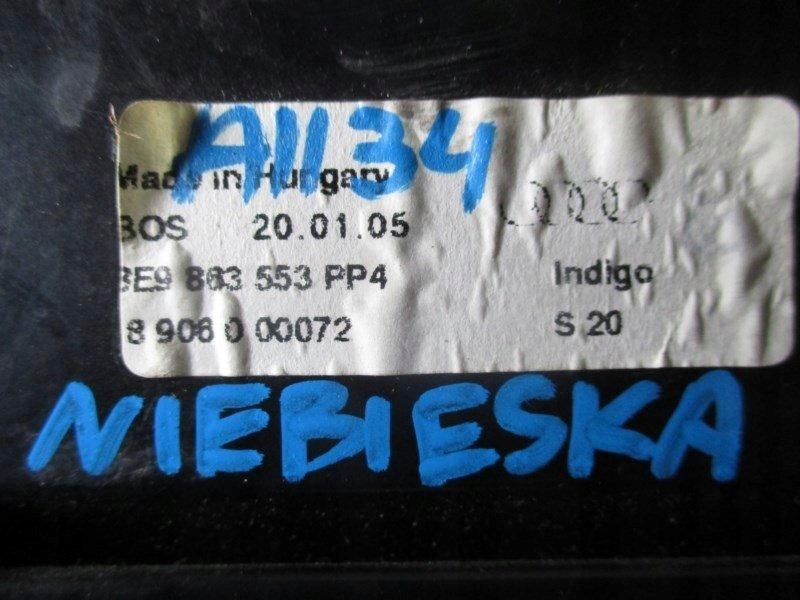 A1134
Made in Hungary
BOS 20.01.05
8E9 863 553 PP4
Indigo
8 906 0 00072
S 20
NIEBIESKA